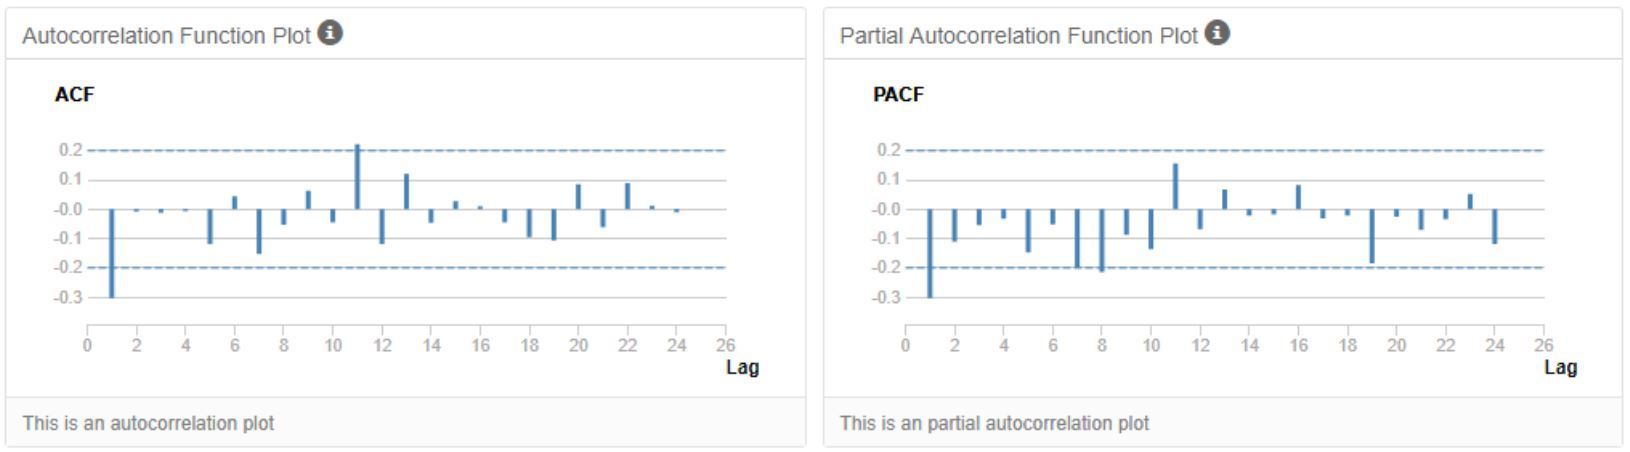 Autocorrelation Function Plot
ACF
0.2
0.1
-0.0
-0.1
-0.2
-0.3
0 2 4 6 8 10 12 14 16 18 20 22 24 26
Lag
This is an autocorrelation plot
Partial Autocorrelation Function Plot
PACF
0.2
0.1
-0.0
-0.1
-0.2
-0.3
0 2 4 6 8 10 12 14 16 18 20 22 24 26
Lag
This is an partial autocorrelation plot